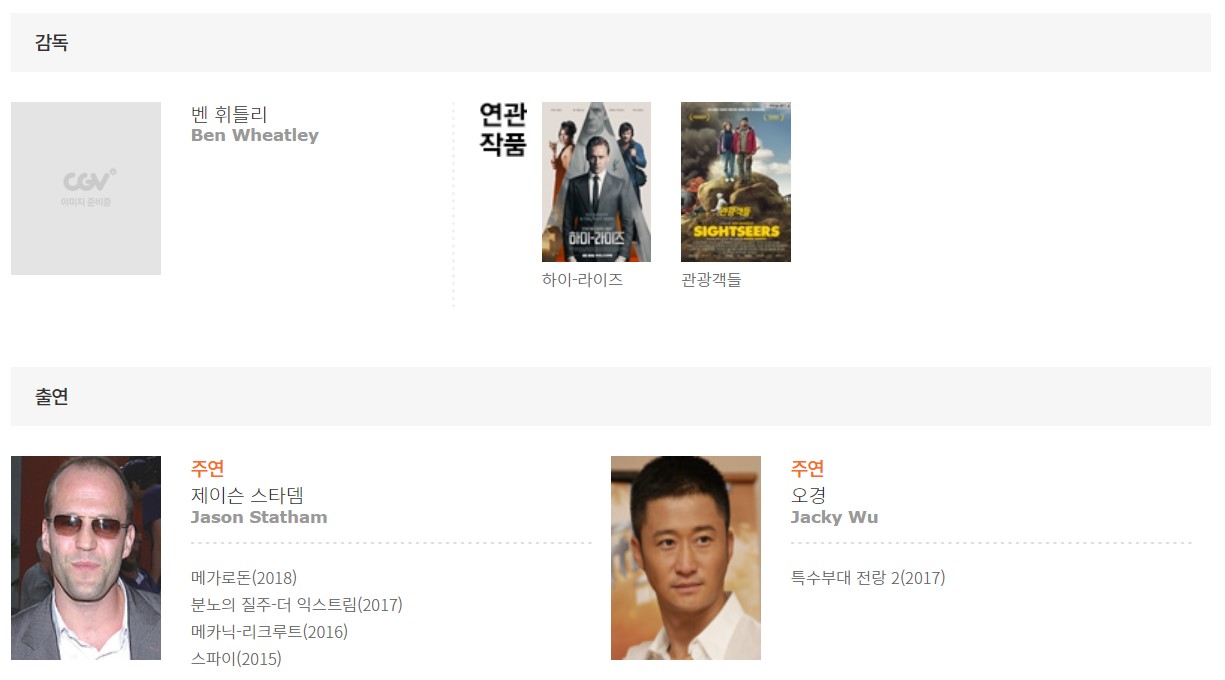 감독
벤 휘틀리
Ben Wheatley
연관
작품
CGV
이미지 준비중
하이-라이즈
관광객들
SIGHTSEERS
하이-라이즈
관광객들
출연
주연
제이슨 스타뎀
Jason Statham
메가로돈(2018)
분노의 질주-더 익스트림(2017)
메카닉-리크루트(2016)
스파이(2015)
주연
오경
Jacky Wu
특수부대 전랑 2(2017)